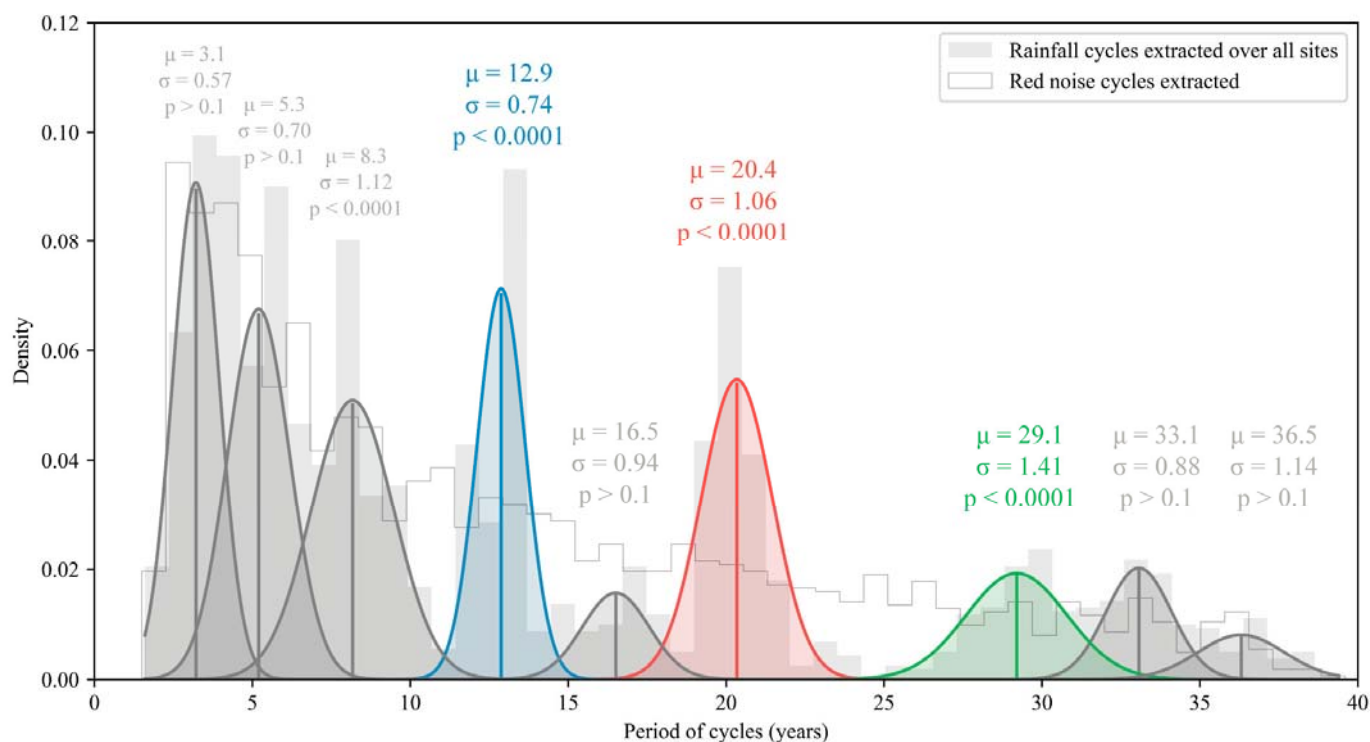 0.12
0.10
0.08
0.06
0.04
0.02
0.00
Density
μ = 3.1
σ = 0.57
p > 0.1
μ = 5.3
σ = 0.70
p > 0.1
μ = 8.3
σ = 1.12
p < 0.0001
μ = 12.9
σ = 0.74
p < 0.0001
μ = 16.5
σ = 0.94
p > 0.1
μ = 20.4
σ = 1.06
p < 0.0001
μ = 29.1
σ = 1.41
p < 0.0001
μ = 33.1
σ = 0.88
p > 0.1
μ = 36.5
σ = 1.14
p > 0.1
Rainfall cycles extracted over all sites
Red noise cycles extracted
0 5 10 15 20 25 30 35 40
Period of cycles (years)